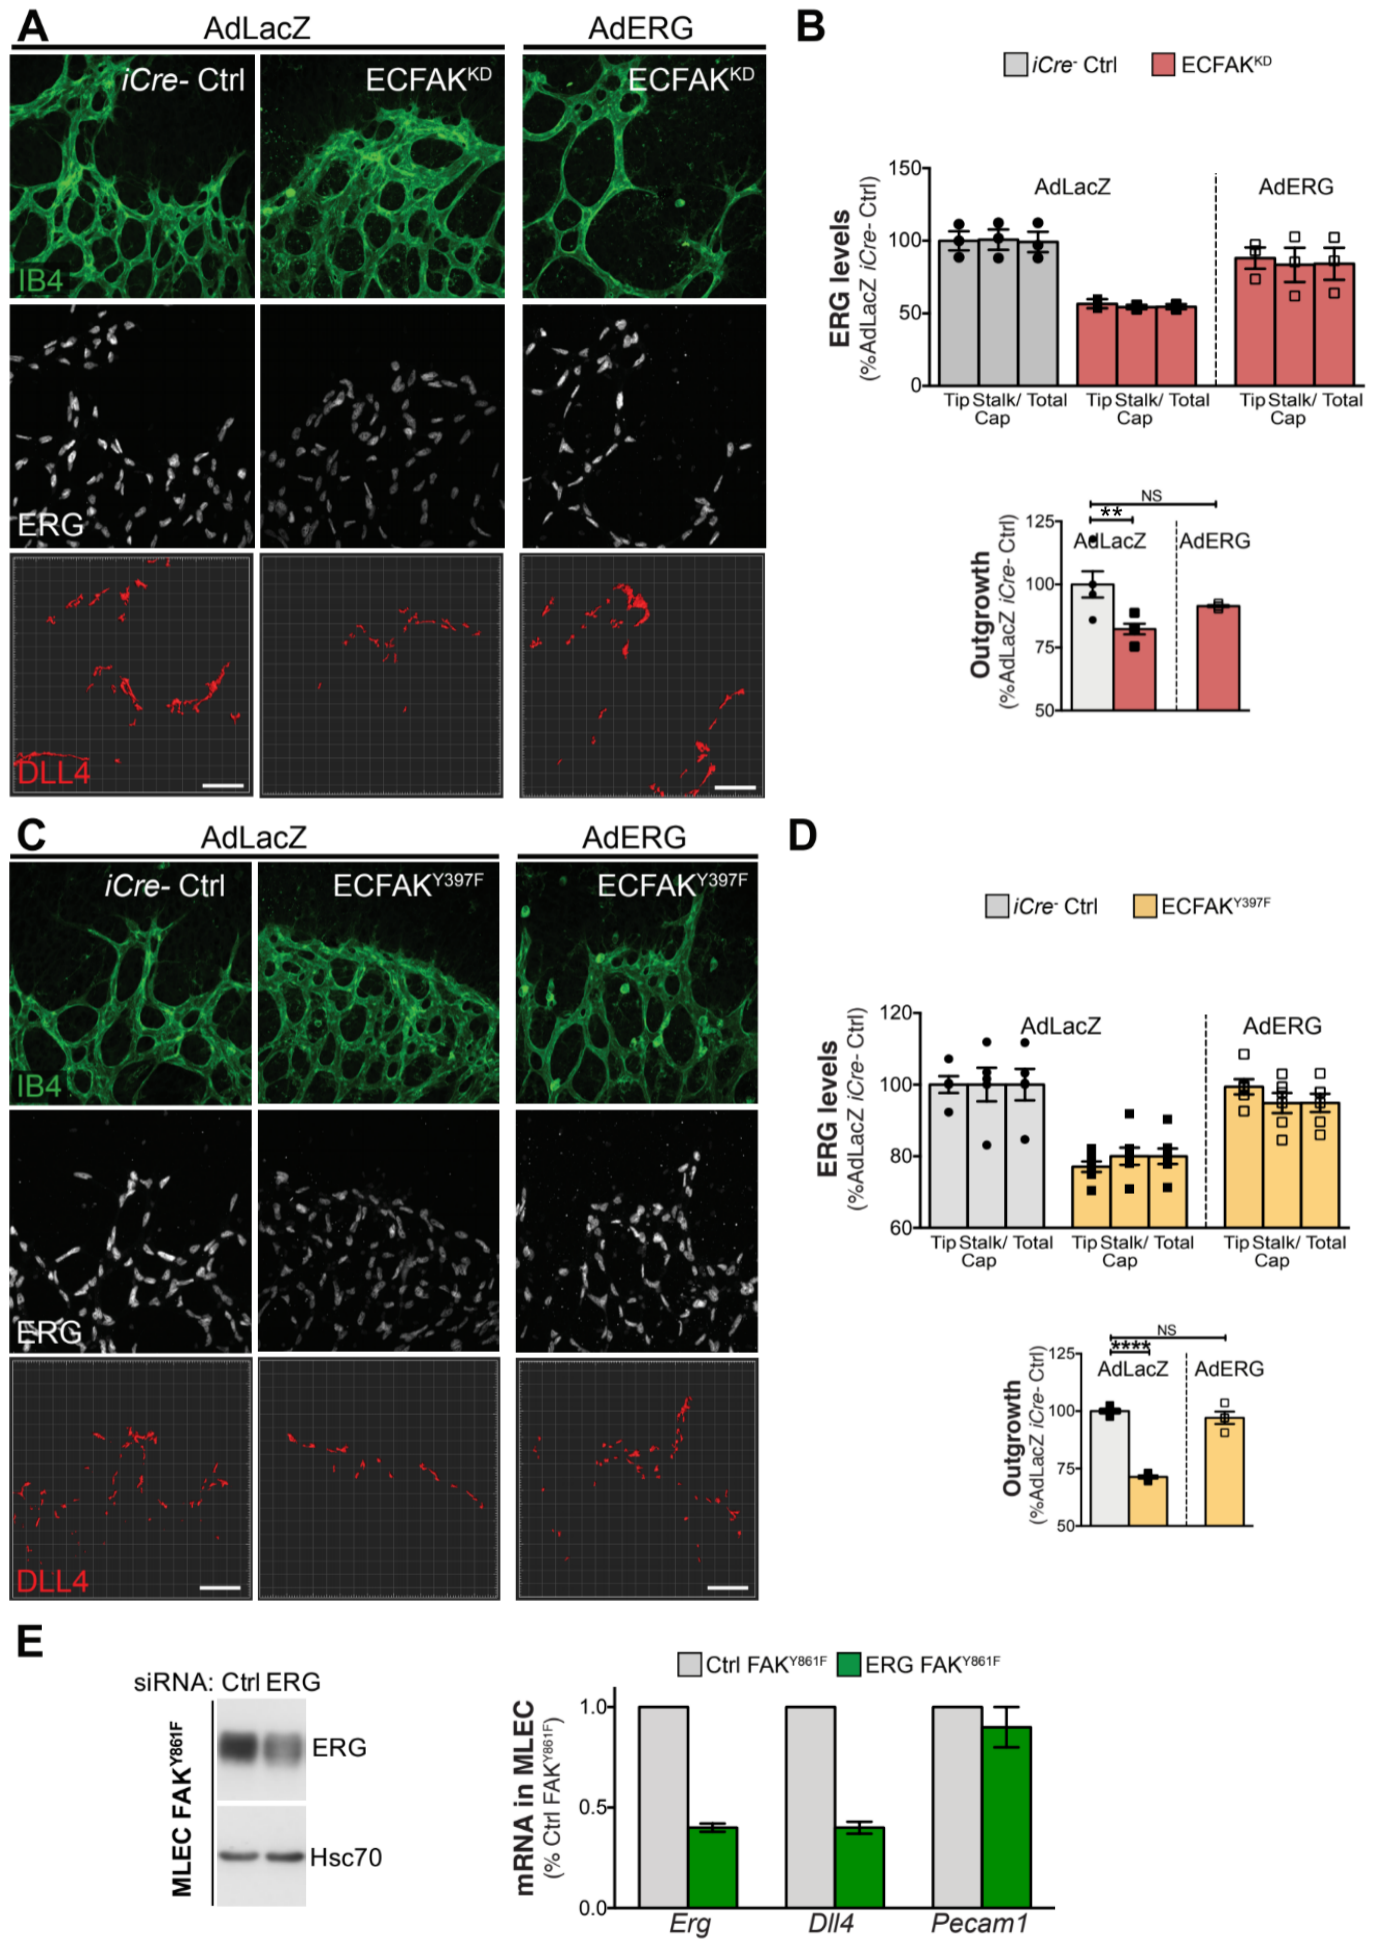 A
AdLacZ
AdERG
iCre- Ctrl
ECFAKKD
ECFAKKD
IB4
ERG
DLL4
B
iCre- Ctrl
ECFAKKD
ERG levels
(%AdLacZ iCre- Ctrl)
150
100
50
0
AdLacZ
AdERG
Tip Stalk/ Total
Cap
Tip Stalk/ Total
Cap
Tip Stalk/ Total
Cap
Outgrowth
(%AdLacZ iCre- Ctrl)
125
100
75
50
NS
**
AdLacZ
AdERG
C
AdLacZ
AdERG
iCre- Ctrl
ECFAKY397F
ECFAKY397F
IB4
ERG
DLL4
D
iCre- Ctrl
ECFAKY397F
ERG levels
(%AdLacZ iCre- Ctrl)
120
100
80
60
AdLacZ
AdERG
Tip Stalk/ Total
Cap
Tip Stalk/ Total
Cap
Tip Stalk/ Total
Cap
Outgrowth
(%AdLacZ iCre- Ctrl)
125
100
75
50
NS
****
AdLacZ
AdERG
E
siRNA: Ctrl ERG
MLEC FAKY861F
ERG
Hsc70
Ctrl FAKY861F
ERG FAKY861F
mRNA in MLEC
(% Ctrl FAKY861F)
1.0
0.5
0.0
Erg
Dll4
Pecam1